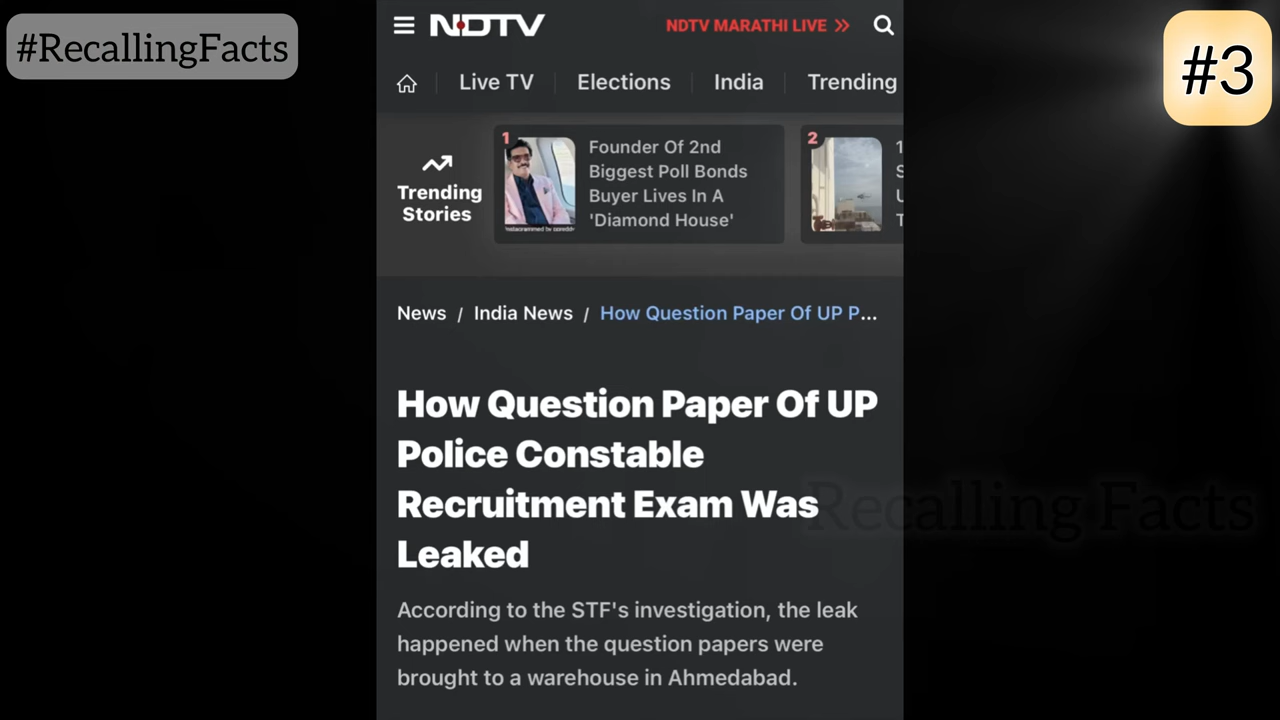 #RecallingFacts
#3
NDTV
NDTV MARATHI LIVE »
Live TV
Elections
India
Trending
Trending
Stories
1
Founder Of 2nd
Biggest Poll Bonds
Buyer Lives In A
'Diamond House'
2
1
S
U
T
News / India News / How Question Paper Of UP P...
How Question Paper Of UP
Police Constable
Recruitment Exam Was
Leaked
Recalling Facts
According to the STF's investigation, the leak
happened when the question papers were
brought to a warehouse in Ahmedabad.